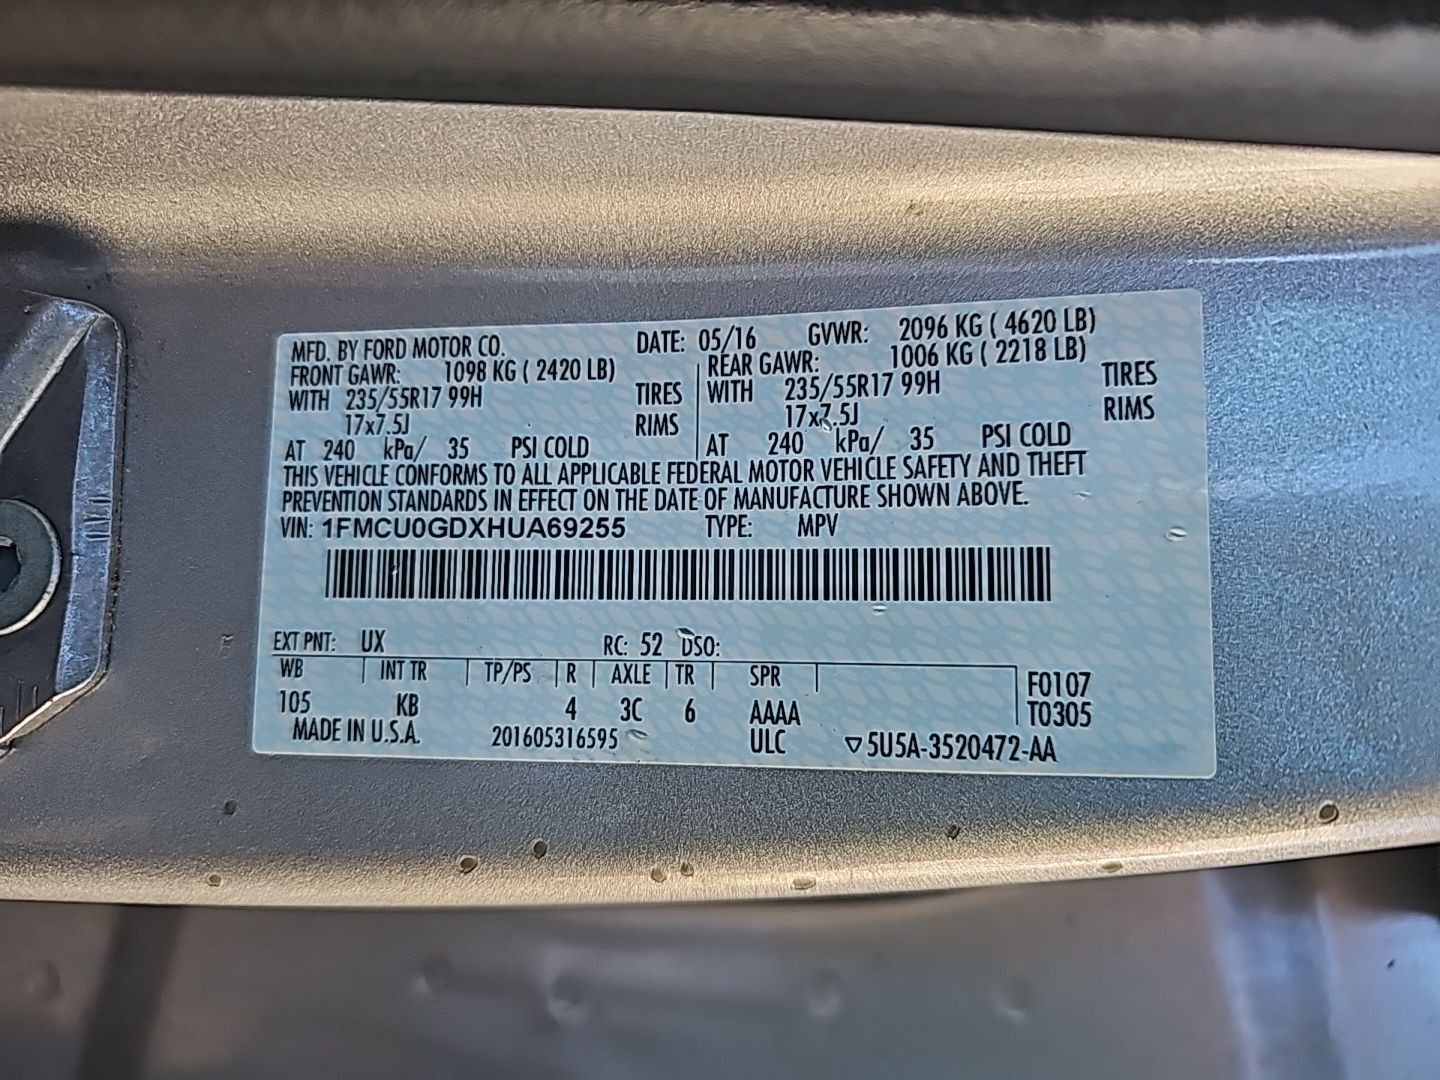 MFD. BY FORD MOTOR CO. DATE: 05/16 GVWR: 2096 KG ( 4620 LB)
FRONT GAWR: 1098 KG ( 2420 LB) REAR GAWR: 1006 KG ( 2218 LB)
WITH 235/55R17 99H TIRES WITH 235/55R17 99H TIRES
17x7.5J RIMS 17x7.5J RIMS
AT 240 kPa/ 35 PSI COLD AT 240 kPa/ 35 PSI COLD
THIS VEHICLE CONFORMS TO ALL APPLICABLE FEDERAL MOTOR VEHICLE SAFETY AND THEFT
PREVENTION STANDARDS IN EFFECT ON THE DATE OF MANUFACTURE SHOWN ABOVE.
VIN: 1FMCU0GDXHUA69255 TYPE: MPV
EXT PNT: UX RC: 52 DSO:
WB INT TR TP/PS R AXLE TR SPR F0107
105 KB 4 3C 6 AAAA T0305
MADE IN U.S.A. 201605316595 ULC ▽5U5A-3520472-AA